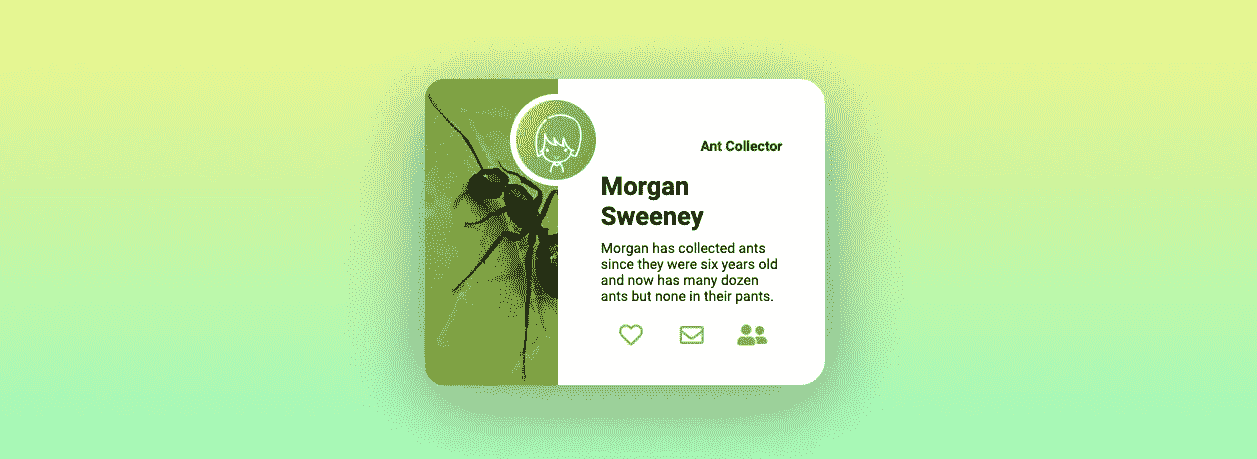 Ant Collector
Morgan
Sweeney
Morgan has collected ants
since they were six years old
and now has many dozen
ants but none in their pants.